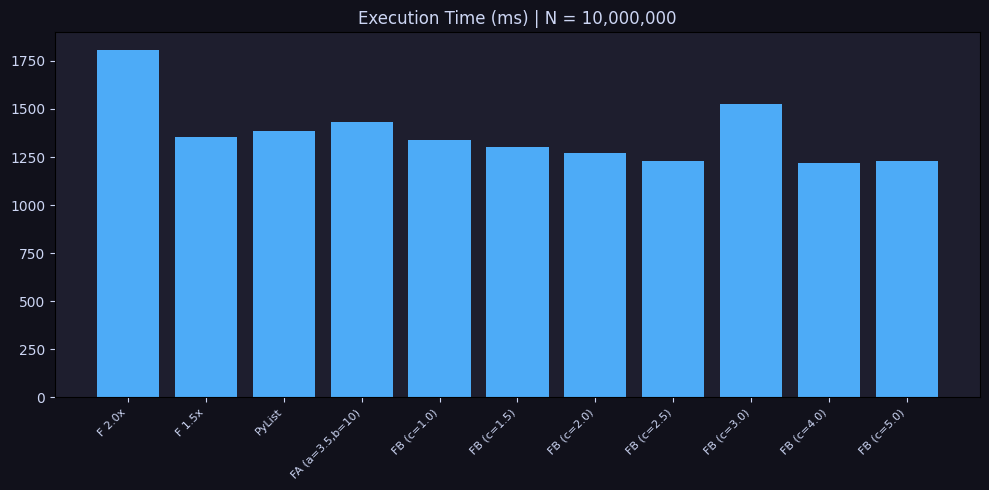 Execution Time (ms) | N = 10,000,000
1750
1500
1250
1000
750
500
250
0
F 2.0x
F 1.5x
PyList
FA (a=3.5,b=10)
FB (c=1.0)
FB (c=1.5)
FB (c=2.0)
FB (c=2.5)
FB (c=3.0)
FB (c=4.0)
FB (c=5.0)